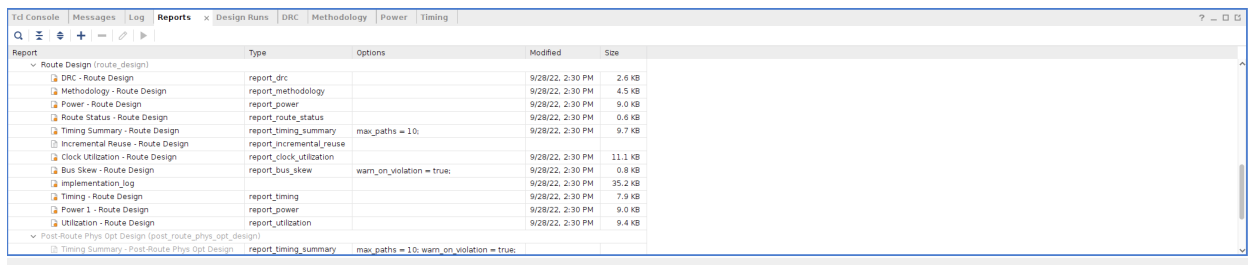 Tcl Console Messages Log Reports × Design Runs DRC Methodology Power Timing ?
Report Type Options Modified Size
Route Design (route_design)
DRC - Route Design report_drc 9/28/22, 2:30 PM 2.6 KB
Methodology - Route Design report_methodology 9/28/22, 2:30 PM 4.5 KB
Power - Route Design report_power 9/28/22, 2:30 PM 9.0 KB
Route Status - Route Design report_route_status 9/28/22, 2:30 PM 0.6 KB
Timing Summary - Route Design report_timing_summary max_paths = 10; 9/28/22, 2:30 PM 9.7 KB
Incremental Reuse - Route Design report_incremental_reuse
Clock Utilization - Route Design report_clock_utilization 9/28/22, 2:30 PM 11.1 KB
Bus Skew - Route Design report_bus_skew warn_on_violation = true; 9/28/22, 2:30 PM 0.8 KB
implementation_log 9/28/22, 2:30 PM 35.2 KB
Timing - Route Design report_timing 9/28/22, 2:30 PM 7.9 KB
Power 1 - Route Design report_power 9/28/22, 2:30 PM 9.0 KB
Utilization - Route Design report_utilization 9/28/22, 2:30 PM 9.4 KB
Post-Route Phys Opt Design (post_route_phys_opt_design)
Timing Summary - Post-Route Phys Opt Design report_timing_summary max_paths = 10; warn_on_violation = true;